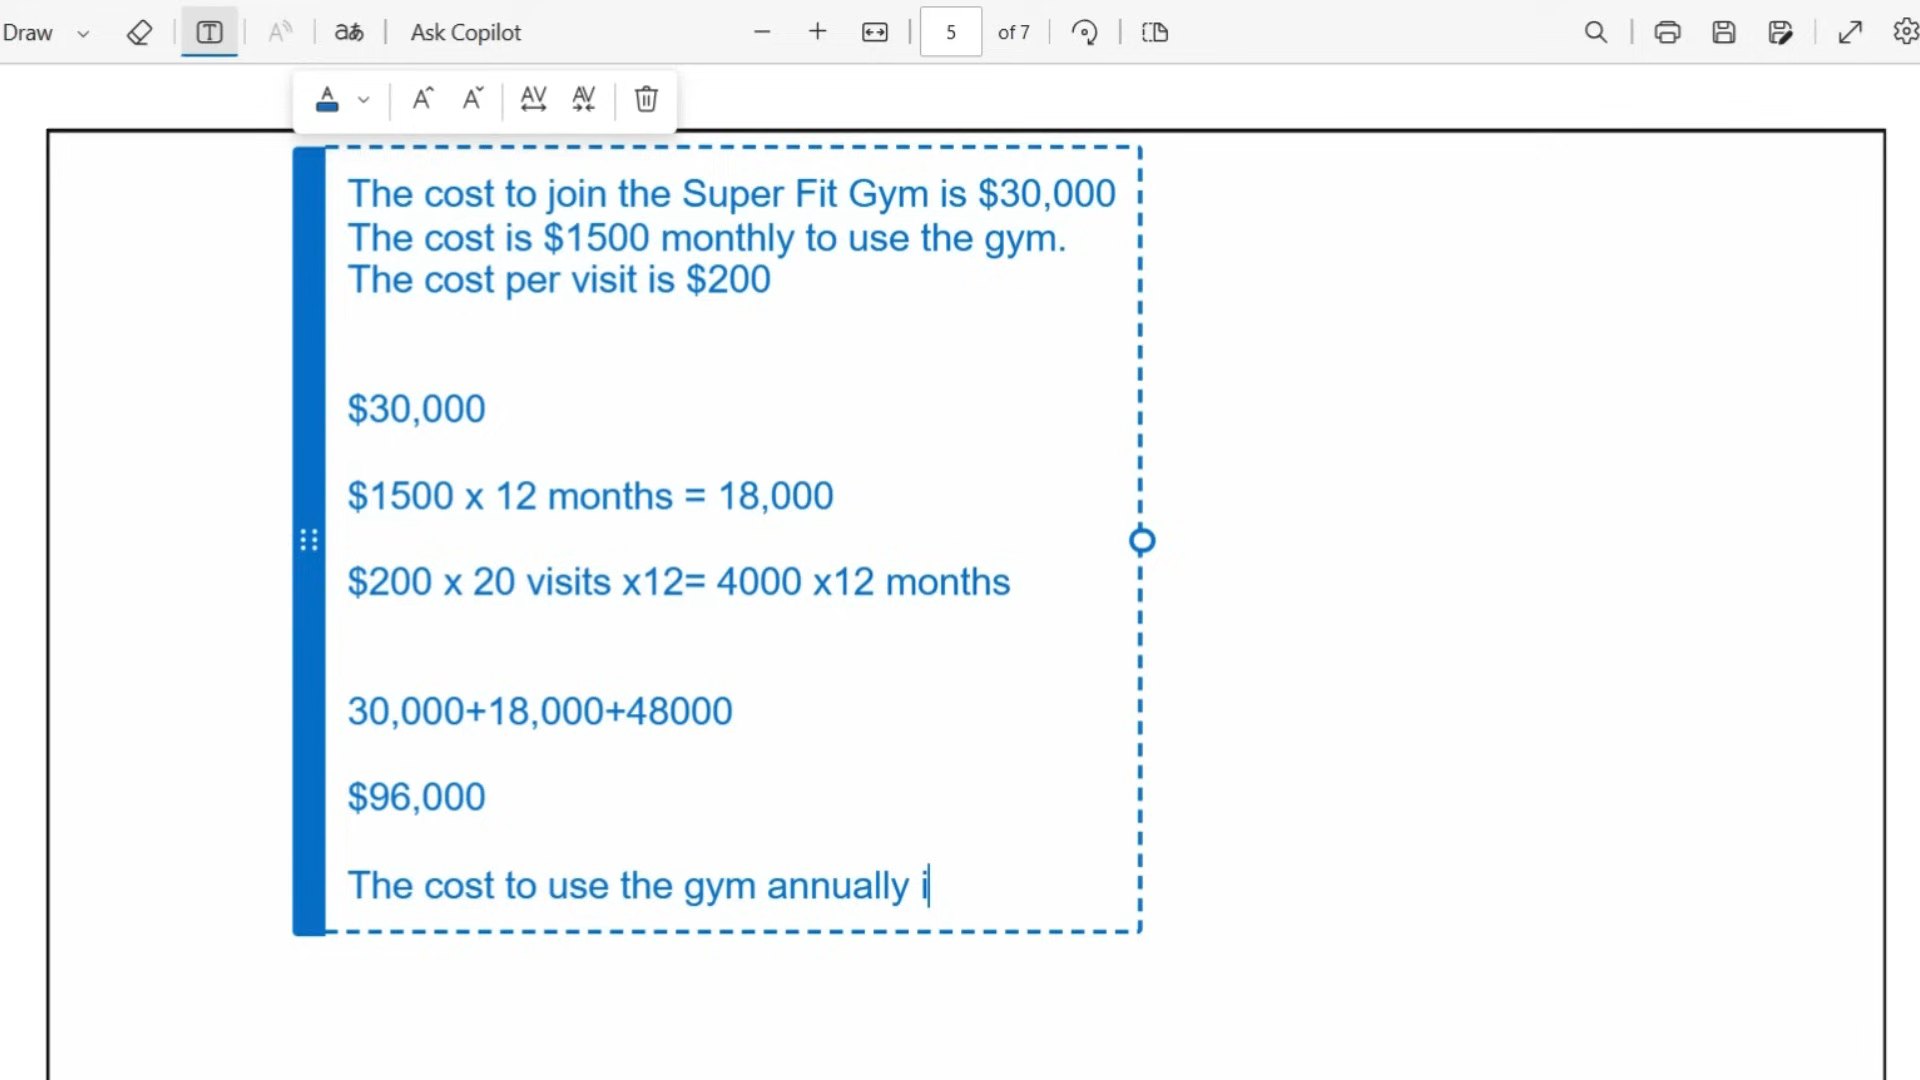 Draw Ask Copilot 5 of 7
The cost to join the Super Fit Gym is $30,000
The cost is $1500 monthly to use the gym.
The cost per visit is $200
$30,000
$1500 x 12 months = 18,000
$200 x 20 visits x12= 4000 x12 months
30,000+18,000+48000
$96,000
The cost to use the gym annually i